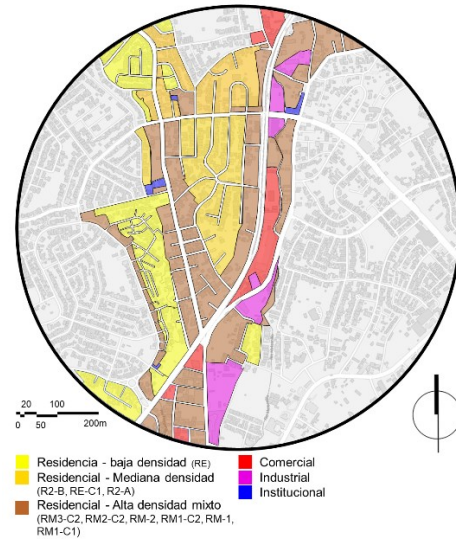 20 100
0 50 200m
Residencia - baja densidad (RE)
Residencial - Mediana densidad
(R2-B, RE-C1, R2-A)
Residencial - Alta densidad mixto
(RM3-C2, RM2-C2, RM-2, RM1-C2, RM-1,
RM1-C1)
Comercial
Industrial
Institucional